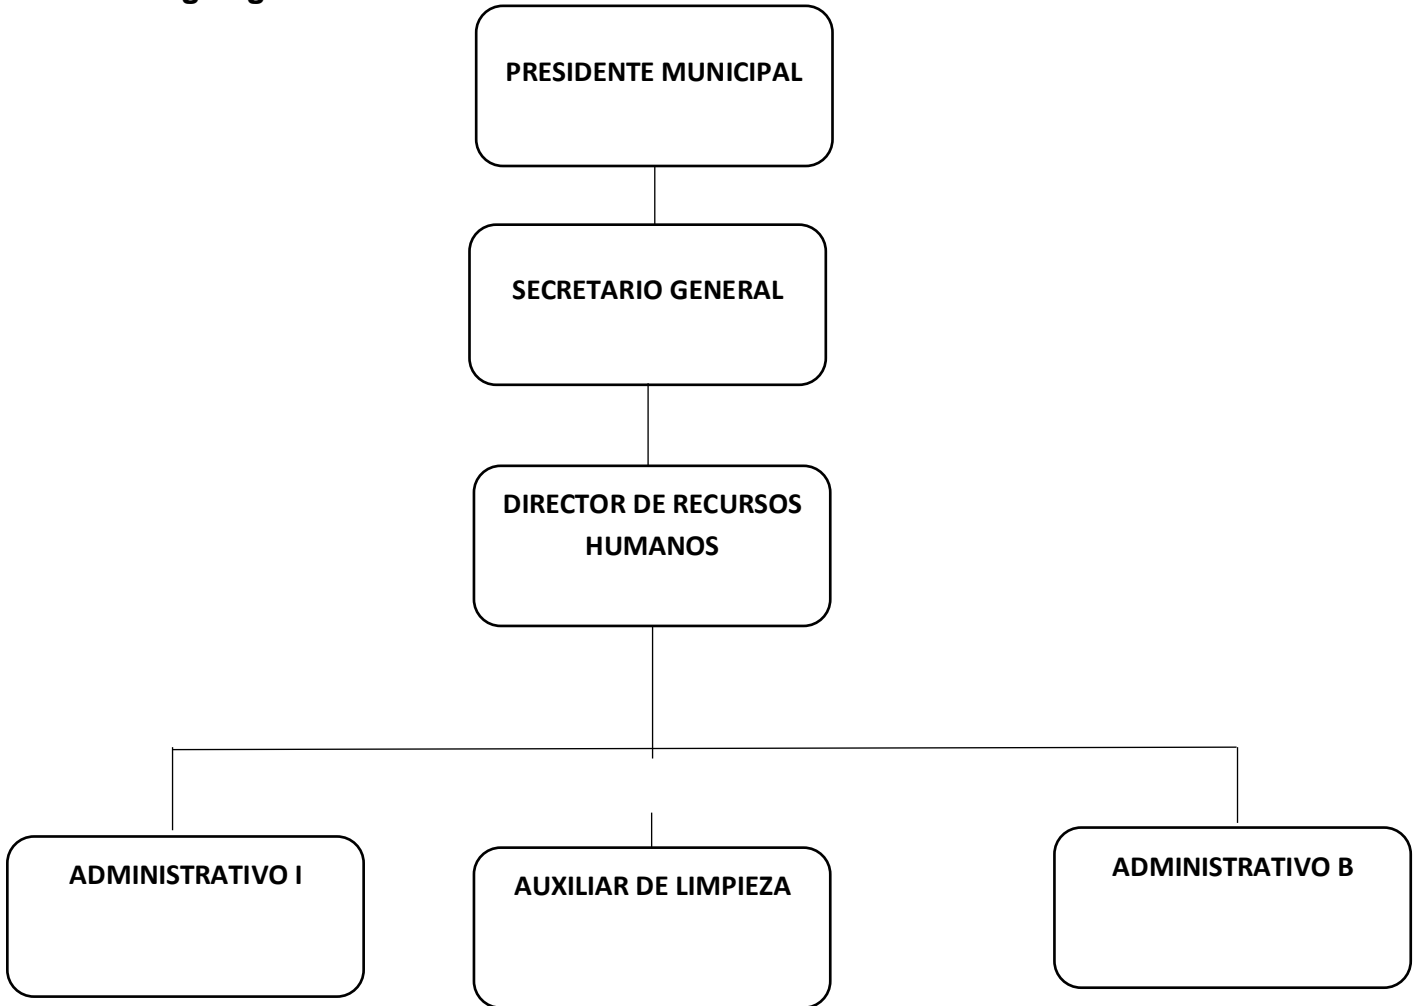 PRESIDENTE MUNICIPAL
SECRETARIO GENERAL
DIRECTOR DE RECURSOS
HUMANOS
ADMINISTRATIVO I
AUXILIAR DE LIMPIEZA
ADMINISTRATIVO B